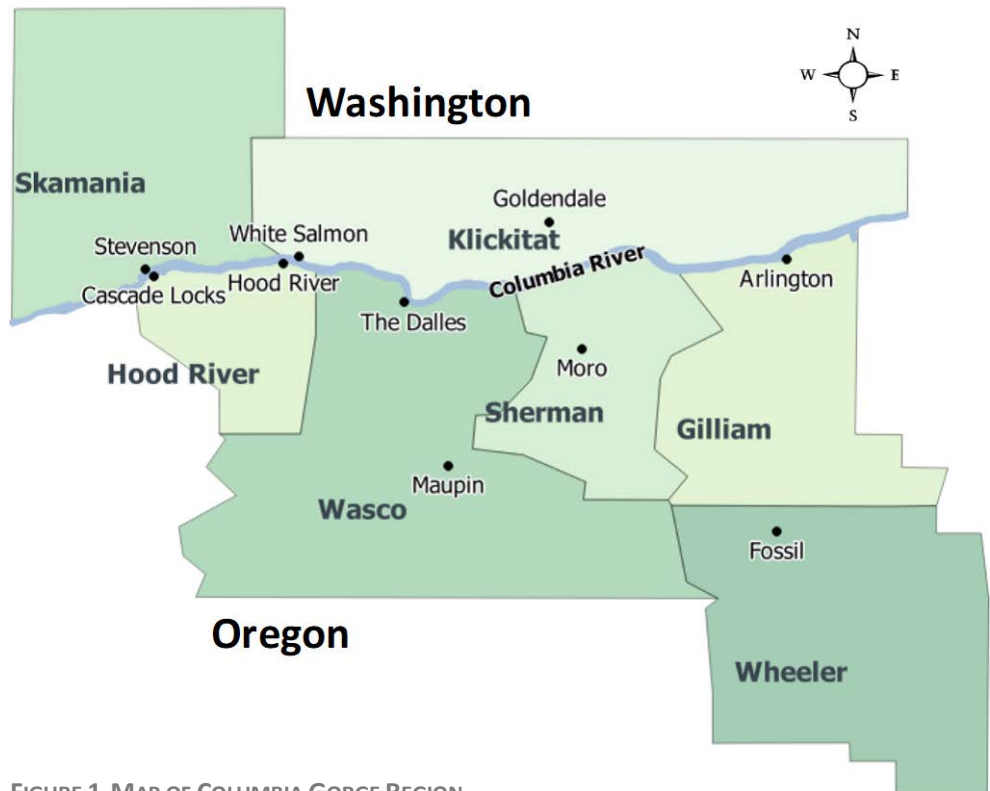 N
W E
S
Washington
Skamania
Goldendale
White Salmon
Klickitat
Stevenson
Columbia River
Arlington
Cascade Locks
Hood River
The Dalles
Moro
Hood River
Sherman
Gilliam
Maupin
Wasco
Fossil
Oregon
Wheeler
FIGURE 1 MAP OF COLUMBIA GORGE REGION